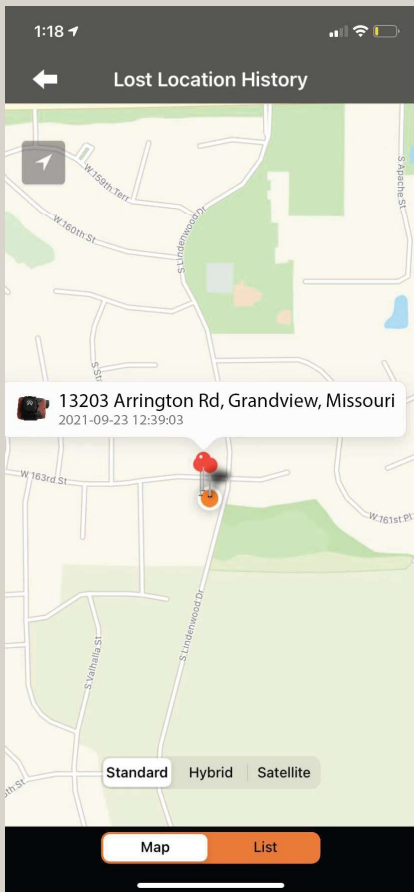 1:18
Lost Location History
W 159th Terr
W 160th St
S Lindenwood Dr
S Apache St
13203 Arrington Rd, Grandview, Missouri
2021-09-23 12:39:03
W 163rd St
W 161st Pl
S Lindenwood Dr
S Valhalla St
Standard
Hybrid
Satellite
Map
List